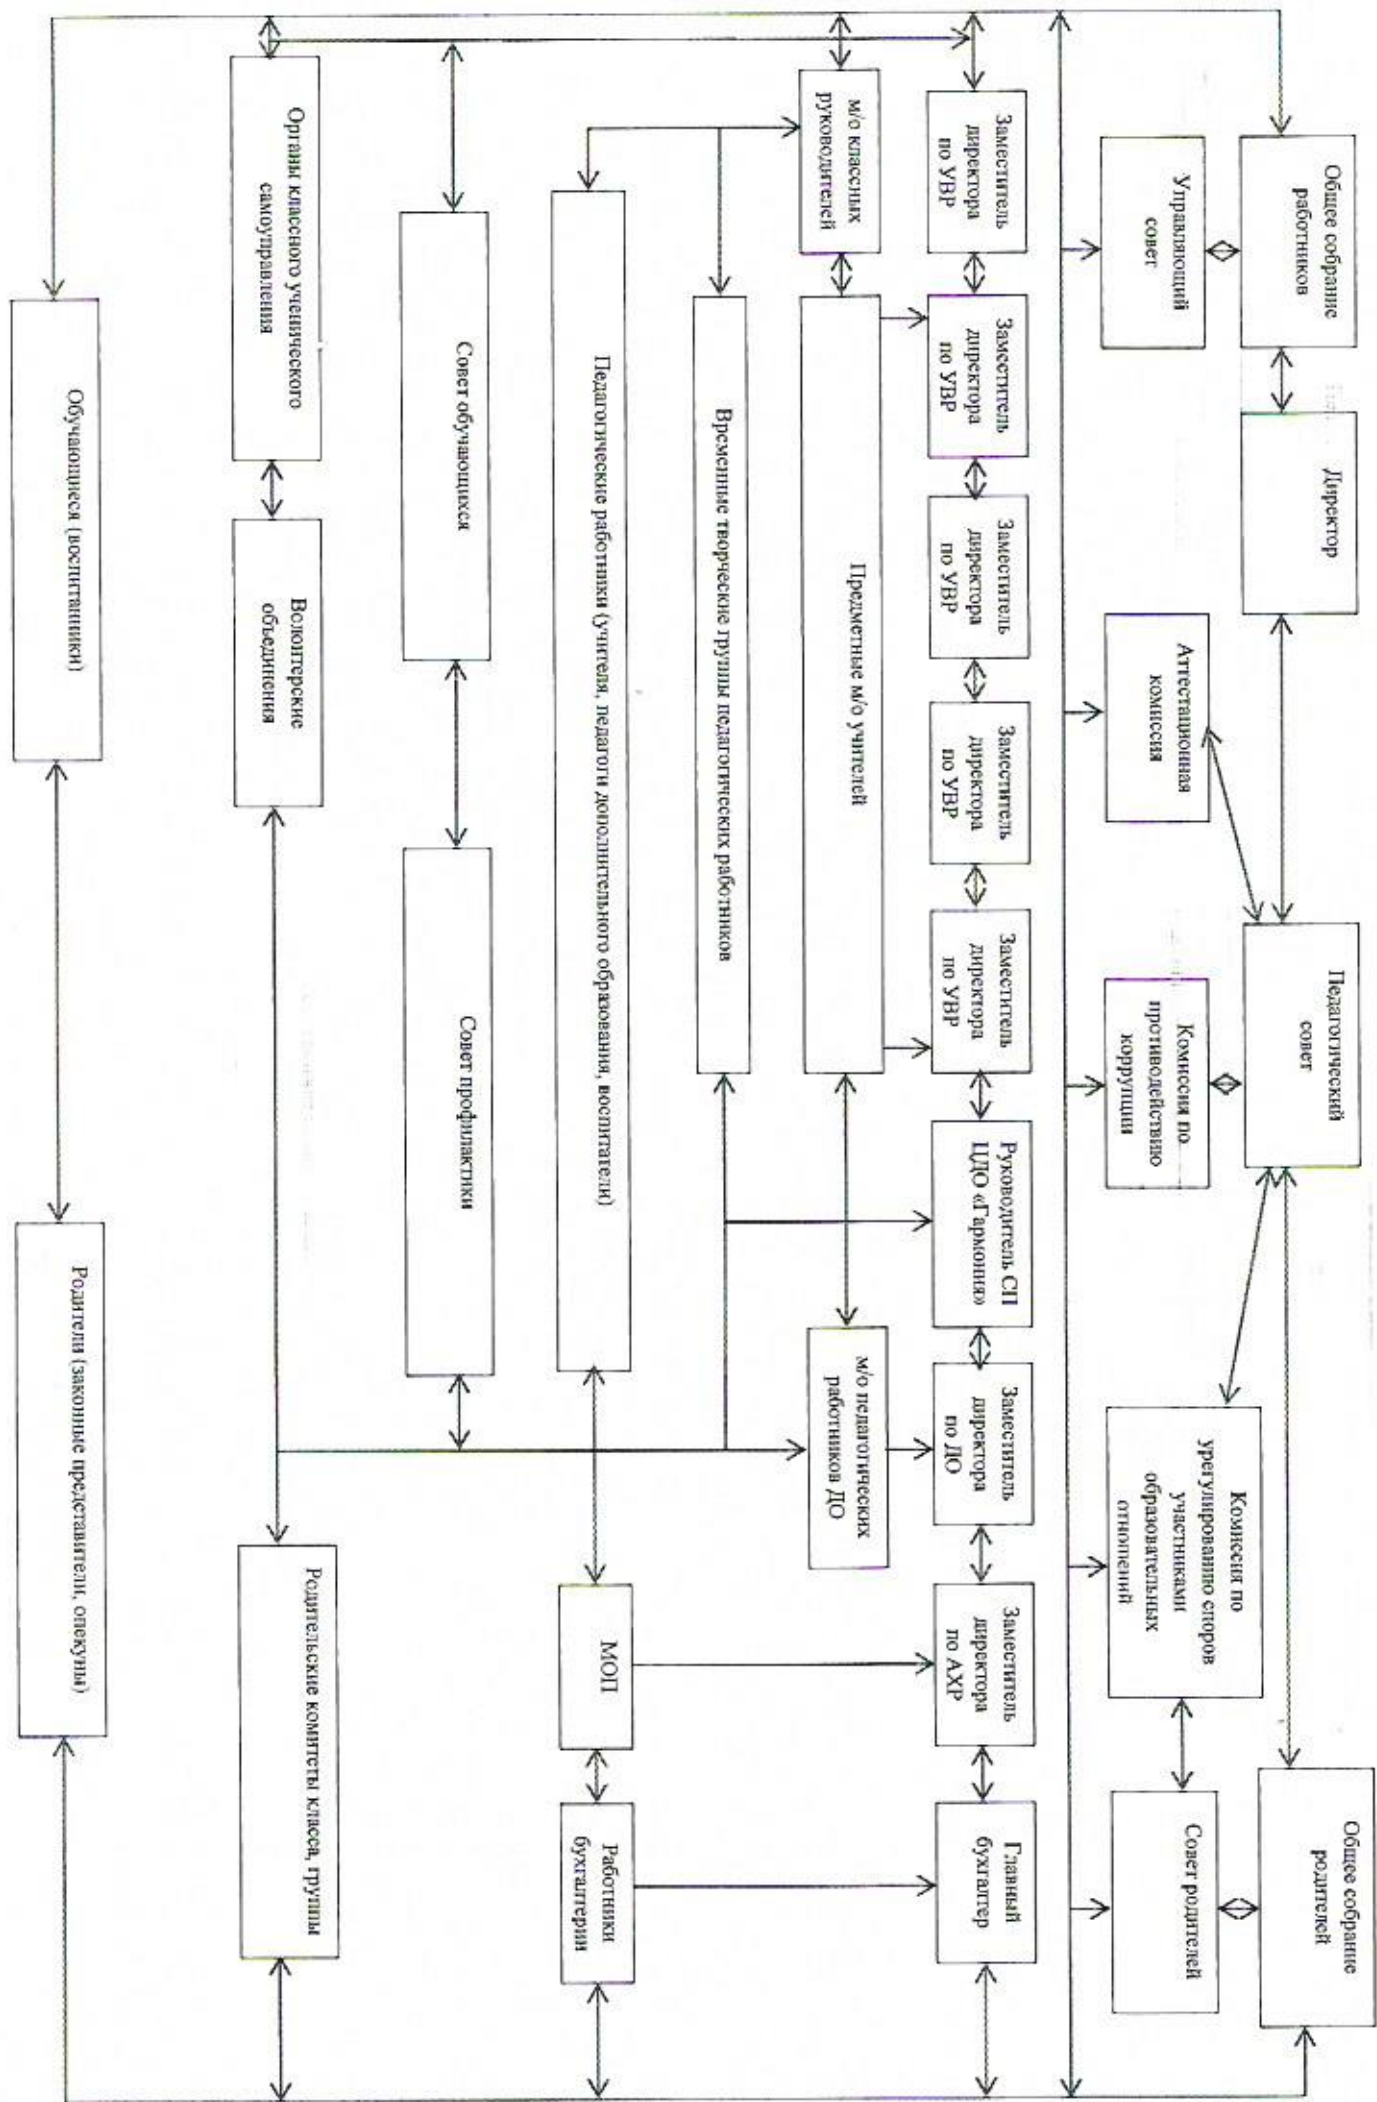 Общее собрание
работников
Директор
Педагогический
совет
Общее собрание
родителей
Управляющий
совет
Аттестационная
комиссия
Комиссия по
противодействию
коррупции
Комиссия по
урегулированию споров
участниками
образовательных
отношений
Совет родителей
Заместитель
директора
по УВР
Заместитель
директора
по УВР
Заместитель
директора
по УВР
Заместитель
директора
по УВР
Заместитель
директора
по УВР
Руководитель СП
ЦДО «Гармония»
Заместитель
директора
по ДО
Заместитель
директора
по АХР
Главный
бухгалтер
м/о классных
руководителей
Предметные м/о учителей
м/о педагогических
работников ДО
Временные творческие группы педагогических работников
Педагогические работники (учителя, педагоги дополнительного образования, воспитатели)
МОП
Работники
бухгалтерии
Совет обучающихся
Совет профилактики
Органы классного ученического
самоуправления
Волонтерские
объединения
Родительские комитеты класса, группы
Обучающиеся (воспитанники)
Родители (законные представители, опекуны)